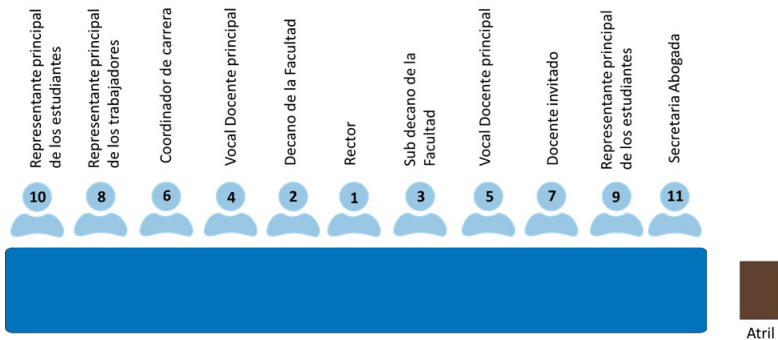 Representante principal
de los estudiantes
Representante principal
de los trabajadores
Coordinador de carrera
Vocal Docente principal
Decano de la Facultad
Rector
Sub decano de la
Facultad
Vocal Docente principal
Docente invitado
Representante principal
de los estudiantes
Secretaria Abogada
10
8
6
4
2
1
3
5
7
9
11
Atril